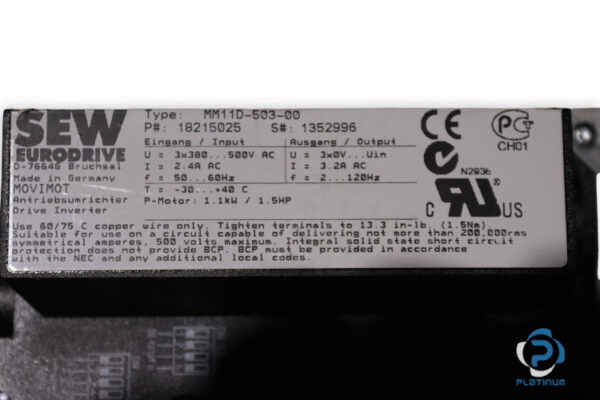 SEW
EURODRIVE
D-76646 Bruchsal
Made in Germany
MOVIMOT
Antriebsumrichter
Drive Inverter
Type: MM11D-503-00
P#: 18215025 S#: 1352996
Eingang / Input Ausgang / Output
U = 3x380...500V AC U = 3x0V...Uin
I = 2.4A AC I = 3.2A AC
f = 50...60Hz f = 2...120Hz
T = -30...+40 C
P-Motor: 1.1kW / 1.5HP
CE
PCT
CH01
N2936
C RU US
Use 60/75 C copper wire only. Tighten terminals to 13.3 in-lb. (1.5Nm)
Suitable for use on a circuit capable of delivering not more than 200,000rms
symmetrical amperes, 500 volts maximum. Integral solid state short circuit
protection does not provide BCP. BCP must be provided in accordance
with the NEC and any additional local codes.
PLATINUM